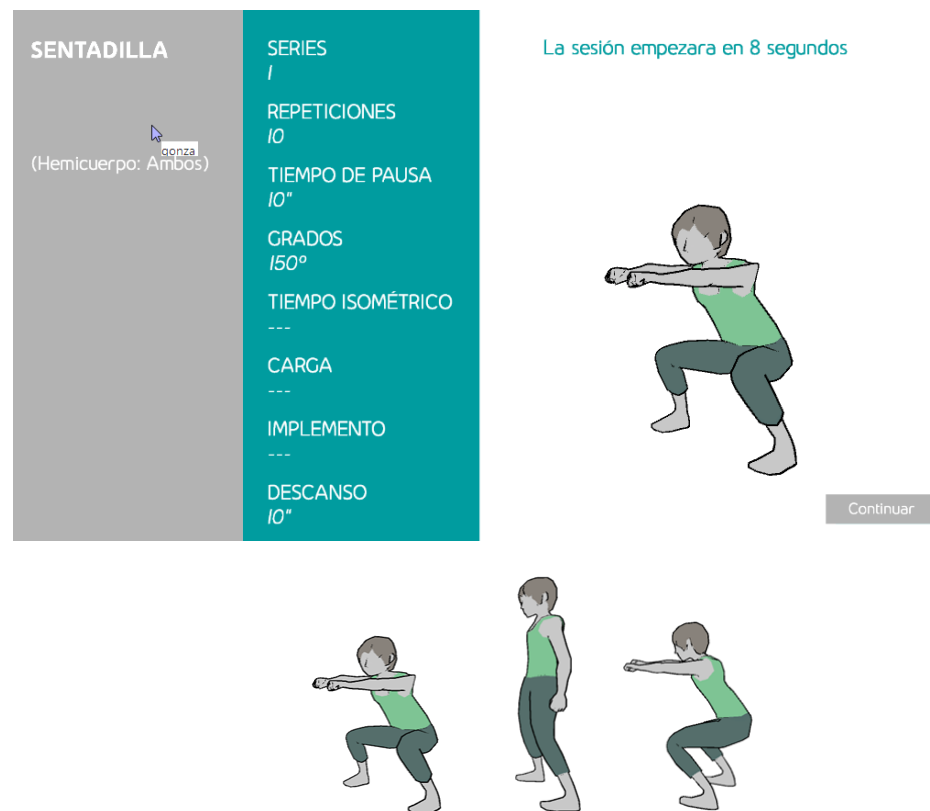 SENTADILLA
gonza
(Hemicuerpo: Ambos)
SERIES
1
REPETICIONES
10
TIEMPO DE PAUSA
10"
GRADOS
150º
TIEMPO ISOMÉTRICO
---
CARGA
---
IMPLEMENTO
---
DESCANSO
10"
La sesión empezara en 8 segundos
Continuar